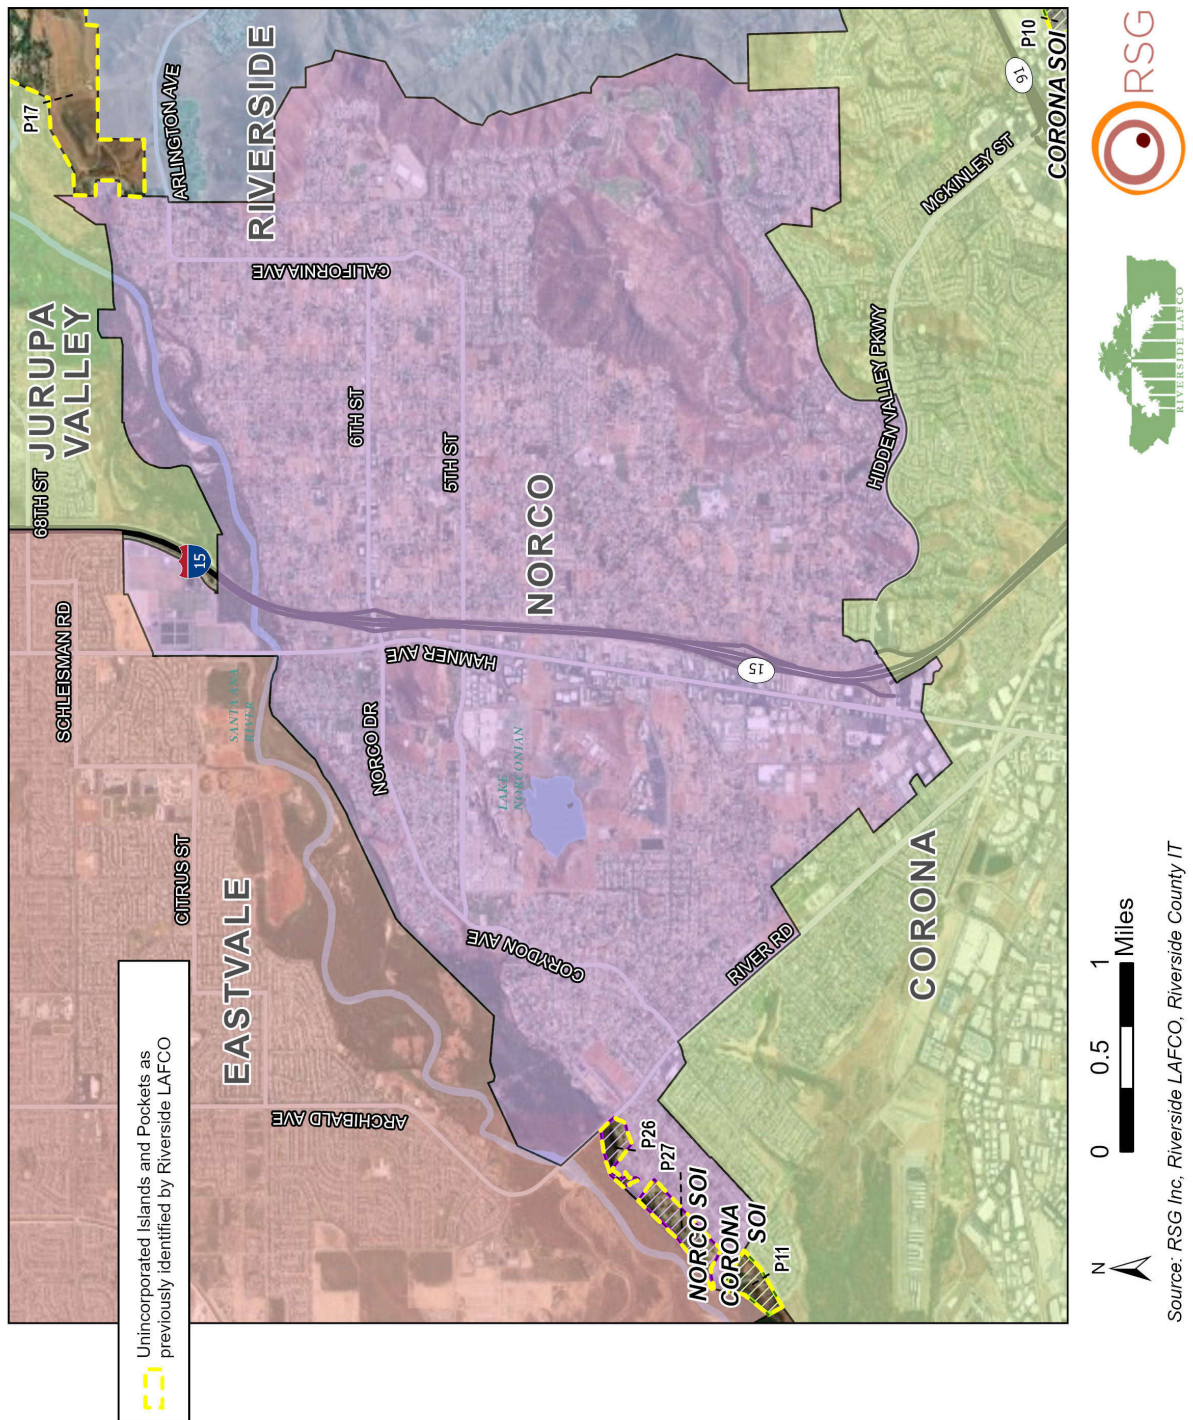 Unincorporated Islands and Pockets as
previously identified by Riverside LAFCO
SCHLEISMAN RD
68TH ST
JURUPA
VALLEY
P17
ARLINGTON AVE
RIVERSIDE
CITRUS ST
EASTVALE
SANTA ANA
RIVER
15
CALIFORNIA AVE
ARCHIBALD AVE
NORCO DR
HAMNER AVE
6TH ST
5TH ST
CORYDON AVE
LAKE
NORCONIAN
NORCO
P26
P27
NORCO SOI
CORONA
SOI
P11
RIVER RD
15
HIDDEN VALLEY PKWY
MCKINLEY ST
91
P10
CORONA SOI
CORONA
N
0 0.5 1
Miles
Source: RSG Inc, Riverside LAFCO, Riverside County IT
RIVERSIDE LAFCO
RSG